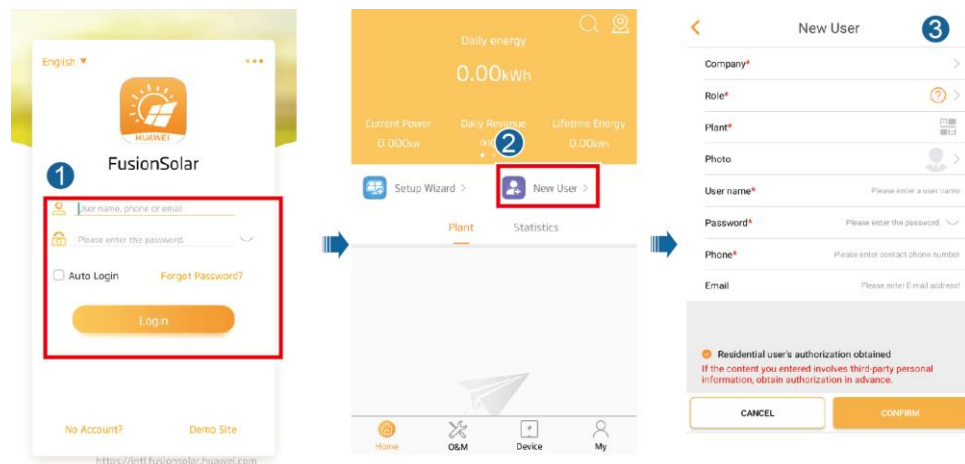 English ▼
HUAWEI
FusionSolar
1
User name, phone or email
Please enter the password.
Auto Login Forgot Password?
Login
No Account? Demo Site
https://intl.fusionsolar.huawei.com
Daily energy
0.00kWh
Current Power Daily Revenue Lifetime Energy
0.000kW 0.00kWh
2
Setup Wizard > New User >
Plant Statistics
Home O&M Device My
New User
3
Company*
Role*
Plant*
Photo
User name* Please enter a user name
Password* Please enter the password.
Phone* Please enter contact phone number
Email Please enter E-mail address!
Residential user's authorization obtained
If the content you entered involves third-party personal
information, obtain authorization in advance.
CANCEL CONFIRM